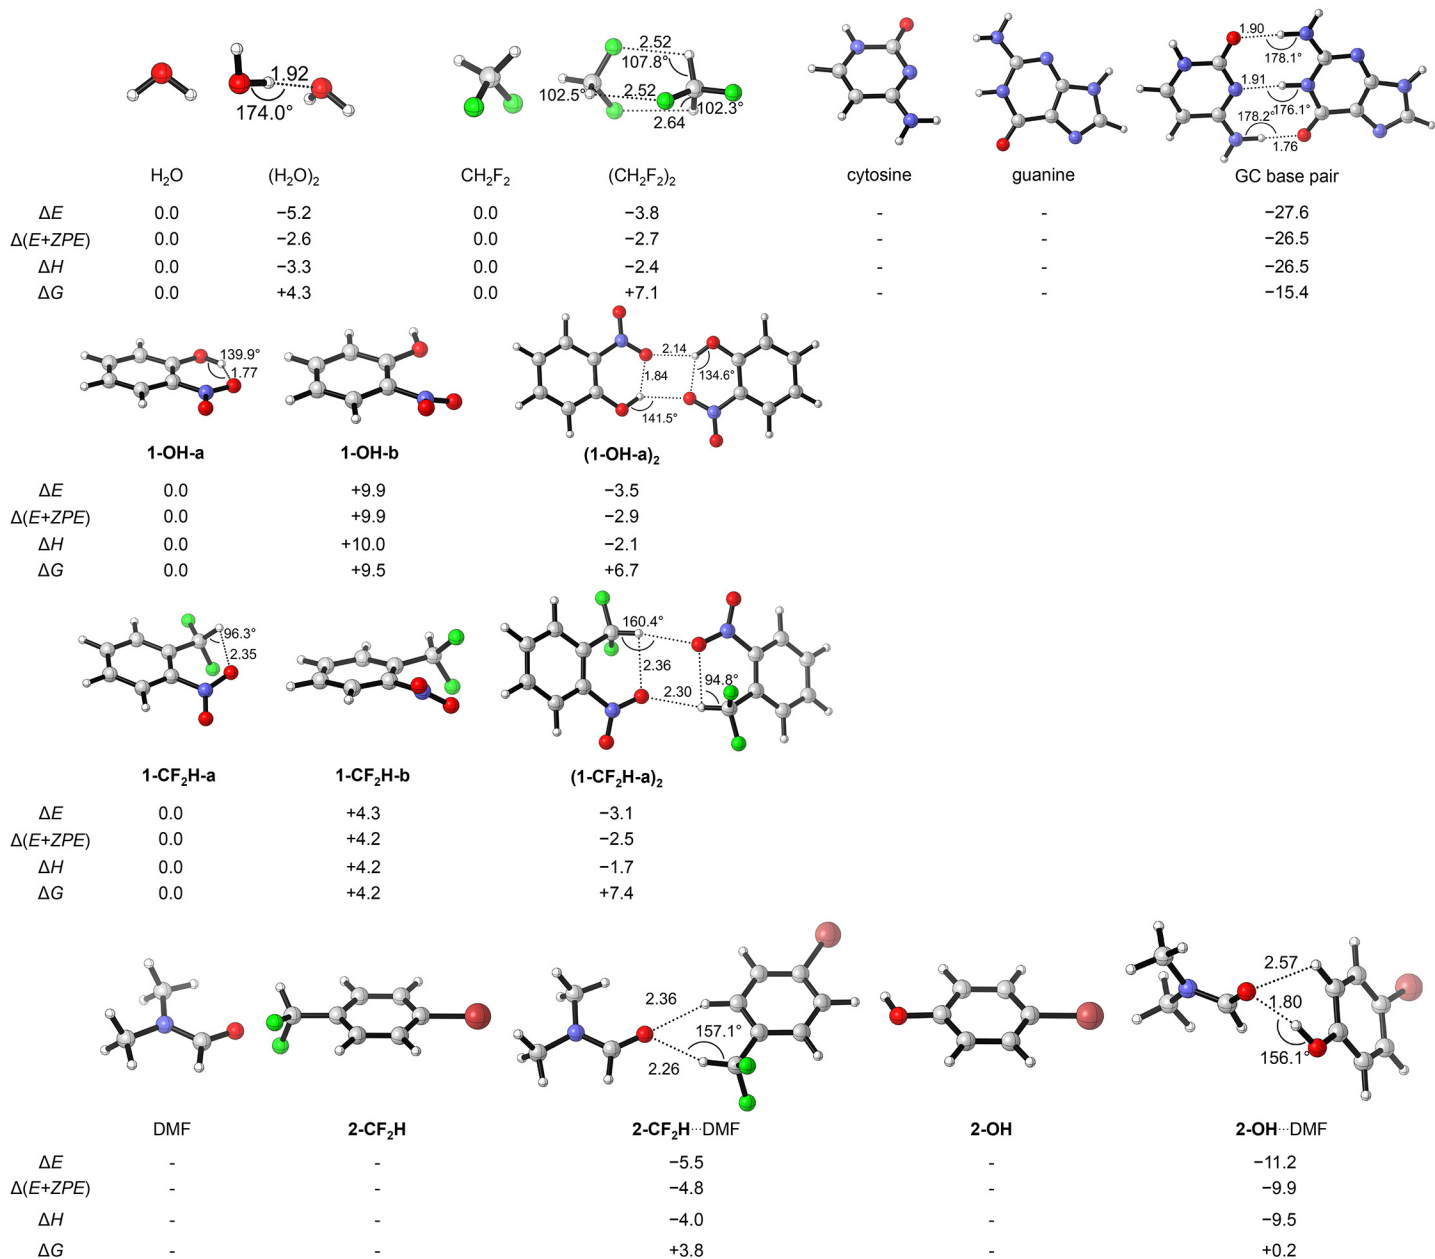 1.92
174.0°
2.52
107.8°
102.5°
2.52
102.3°
2.64
1.90
178.1°
1.91
176.1°
178.2°
1.76
H₂O (H₂O)₂ CH₂F₂ (CH₂F₂)₂ cytosine guanine GC base pair
ΔE 0.0 −5.2 0.0 −3.8 - - −27.6
Δ(E+ZPE) 0.0 −2.6 0.0 −2.7 - - −26.5
ΔH 0.0 −3.3 0.0 −2.4 - - −26.5
ΔG 0.0 +4.3 0.0 +7.1 - - −15.4
139.9°
1.77
2.14
1.84
134.6°
141.5°
1-OH-a 1-OH-b (1-OH-a)₂
ΔE 0.0 +9.9 −3.5
Δ(E+ZPE) 0.0 +9.9 −2.9
ΔH 0.0 +10.0 −2.1
ΔG 0.0 +9.5 +6.7
96.3°
2.35
160.4°
2.36
2.30
94.8°
1-CF₂H-a 1-CF₂H-b (1-CF₂H-a)₂
ΔE 0.0 +4.3 −3.1
Δ(E+ZPE) 0.0 +4.2 −2.5
ΔH 0.0 +4.2 −1.7
ΔG 0.0 +4.2 +7.4
2.36
157.1°
2.26
2.57
1.80
156.1°
DMF 2-CF₂H 2-CF₂H···DMF 2-OH 2-OH···DMF
ΔE - - −5.5 - −11.2
Δ(E+ZPE) - - −4.8 - −9.9
ΔH - - −4.0 - −9.5
ΔG - - +3.8 - +0.2